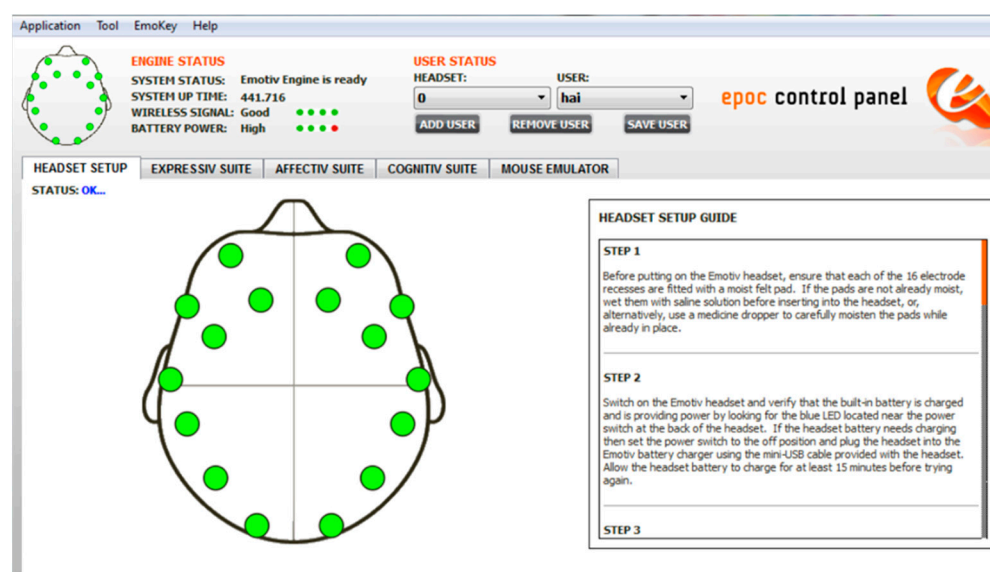 Application Tool EmoKey Help
ENGINE STATUS
SYSTEM STATUS: Emotiv Engine is ready
SYSTEM UP TIME: 441.716
WIRELESS SIGNAL: Good
BATTERY POWER: High
USER STATUS
HEADSET: USER:
0 hai
ADD USER REMOVE USER SAVE USER
epoc control panel
HEADSET SETUP EXPRESSIV SUITE AFFECTIV SUITE COGNITIV SUITE MOUSE EMULATOR
STATUS: OK...
HEADSET SETUP GUIDE
STEP 1
Before putting on the Emotiv headset, ensure that each of the 16 electrode
recesses are fitted with a moist felt pad. If the pads are not already moist,
wet them with saline solution before inserting into the headset, or,
alternatively, use a medicine dropper to carefully moisten the pads while
already in place.
STEP 2
Switch on the Emotiv headset and verify that the built-in battery is charged
and is providing power by looking for the blue LED located near the power
switch at the back of the headset. If the headset battery needs charging
then set the power switch to the off position and plug the headset into the
Emotiv battery charger using the mini-USB cable provided with the headset.
Allow the headset battery to charge for at least 15 minutes before trying
again.
STEP 3